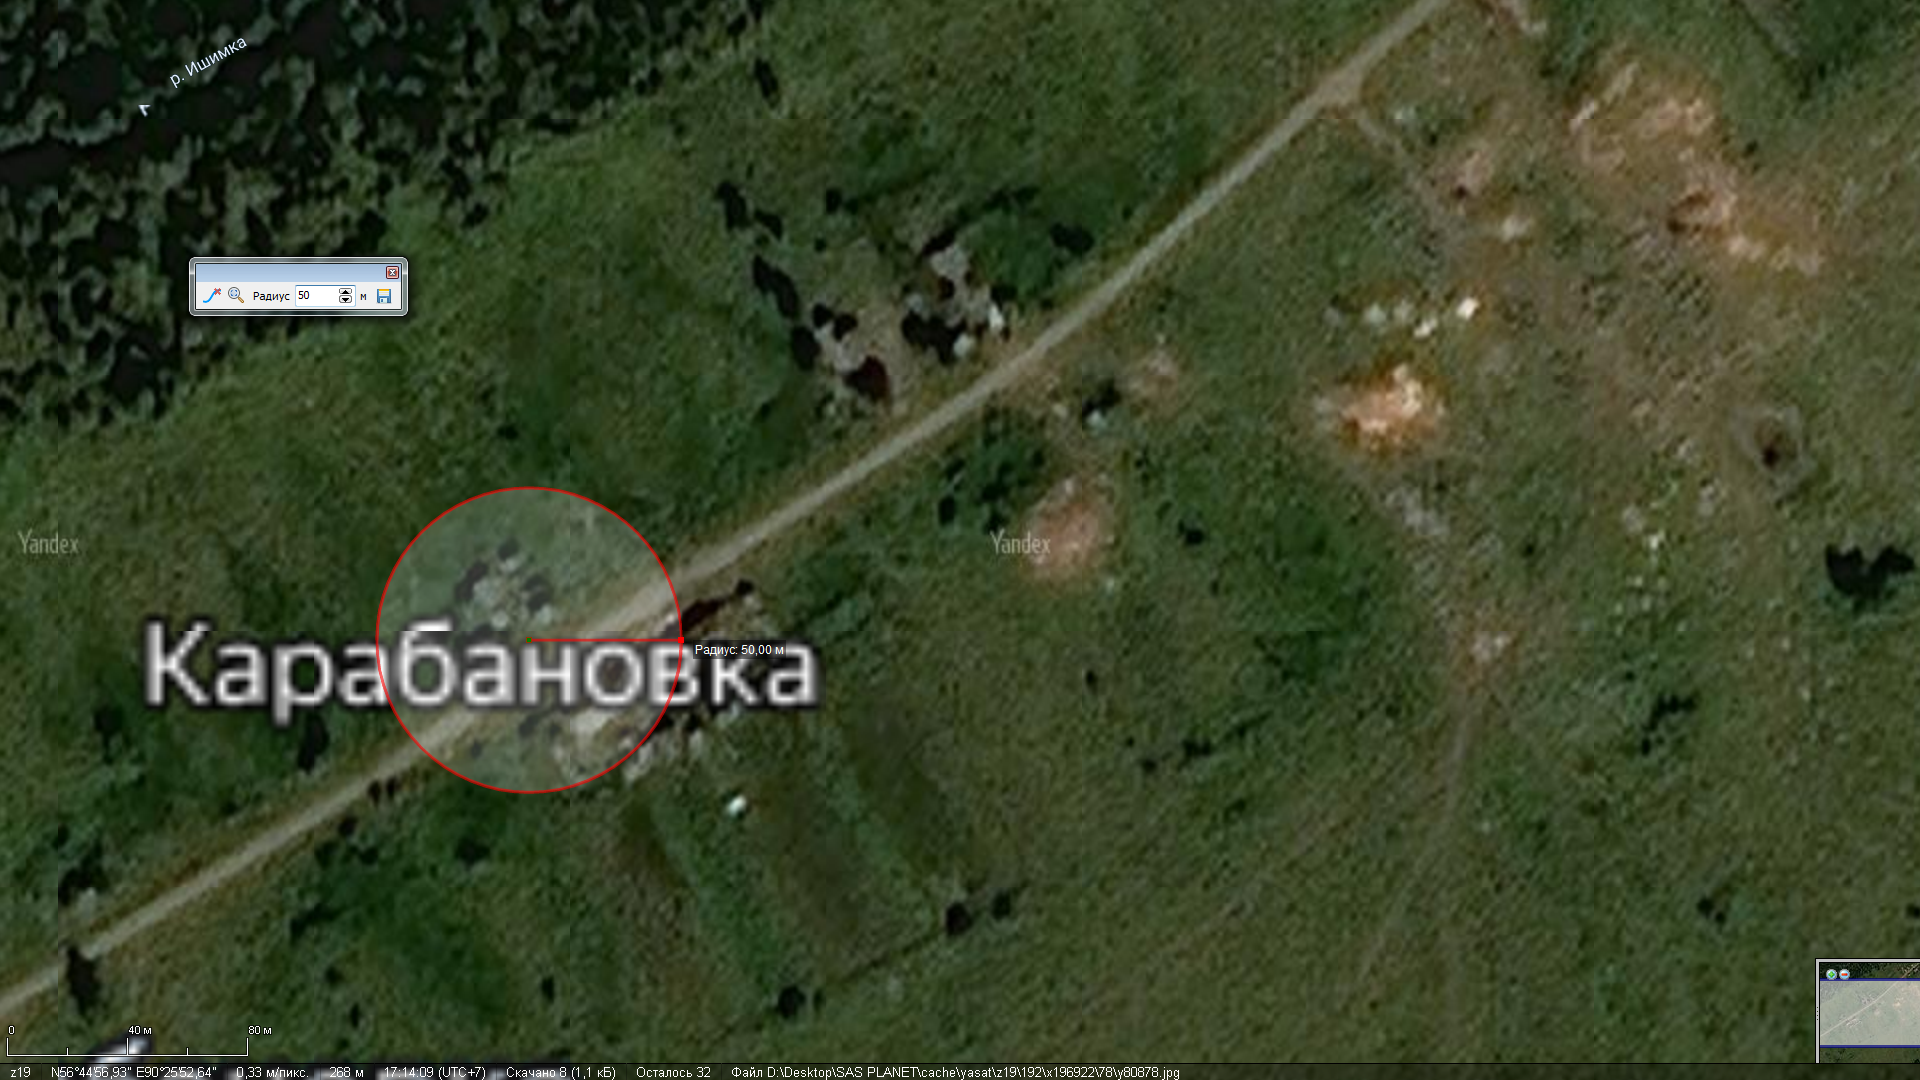 р. Ишимка
Радиус 50 м
Yandex
Yandex
Карабановка
Радиус: 50,00 м
0 40 м 80 м
z19 N56°44'56,93" E90°25'52,64" 0,33 м/пикс. 268 м 17:14:09 (UTC+7) Скачано 8 (1,1 кБ) Осталось 32 Файл D:\Desktop\SAS PLANET\cache\yasat\z19\192\x196922\78\y80878.jpg